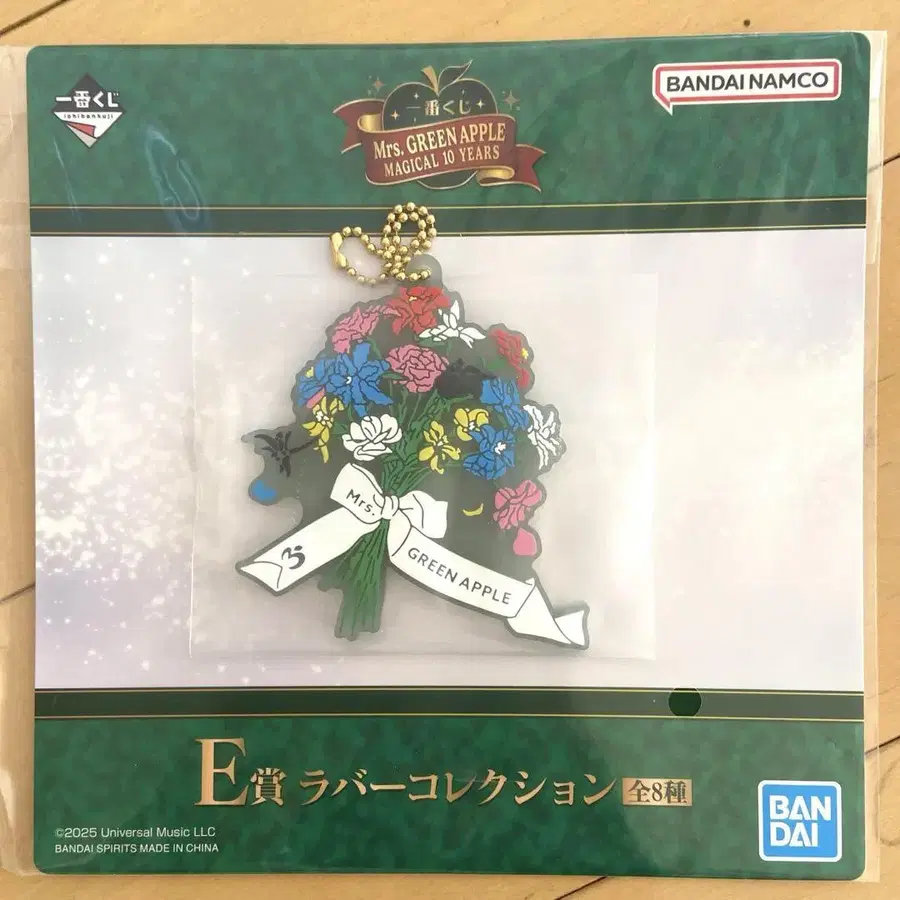 一番くじ
ichibankuji
一番くじ
Mrs. GREEN APPLE
MAGICAL 10 YEARS
BANDAI NAMCO
Mrs.
GREEN APPLE
E賞 ラバーコレクション 全8種
©2025 Universal Music LLC
BANDAI SPIRITS MADE IN CHINA
BAN
DAI